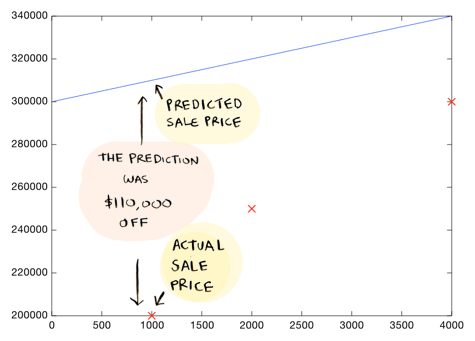 340000
320000
300000
280000
260000
240000
220000
200000
PREDICTED
SALE PRICE
THE PREDICTION
WAS
$110,000
OFF
ACTUAL
SALE
PRICE
0
500
1000
1500
2000
2500
3000
3500
4000